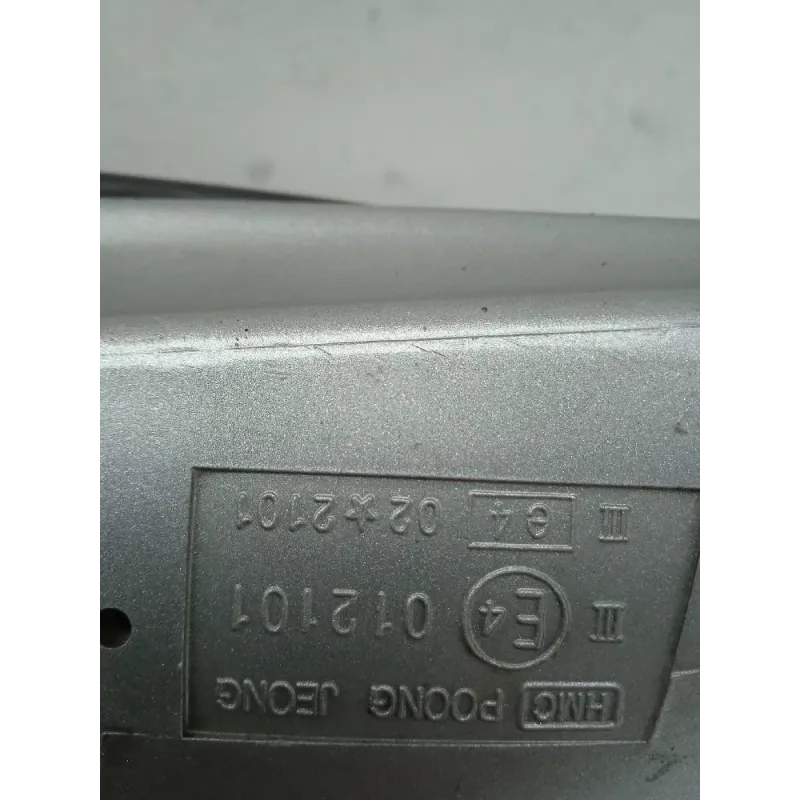 HMC POONG JEONG
III E4 012101
III e4 02☆2101